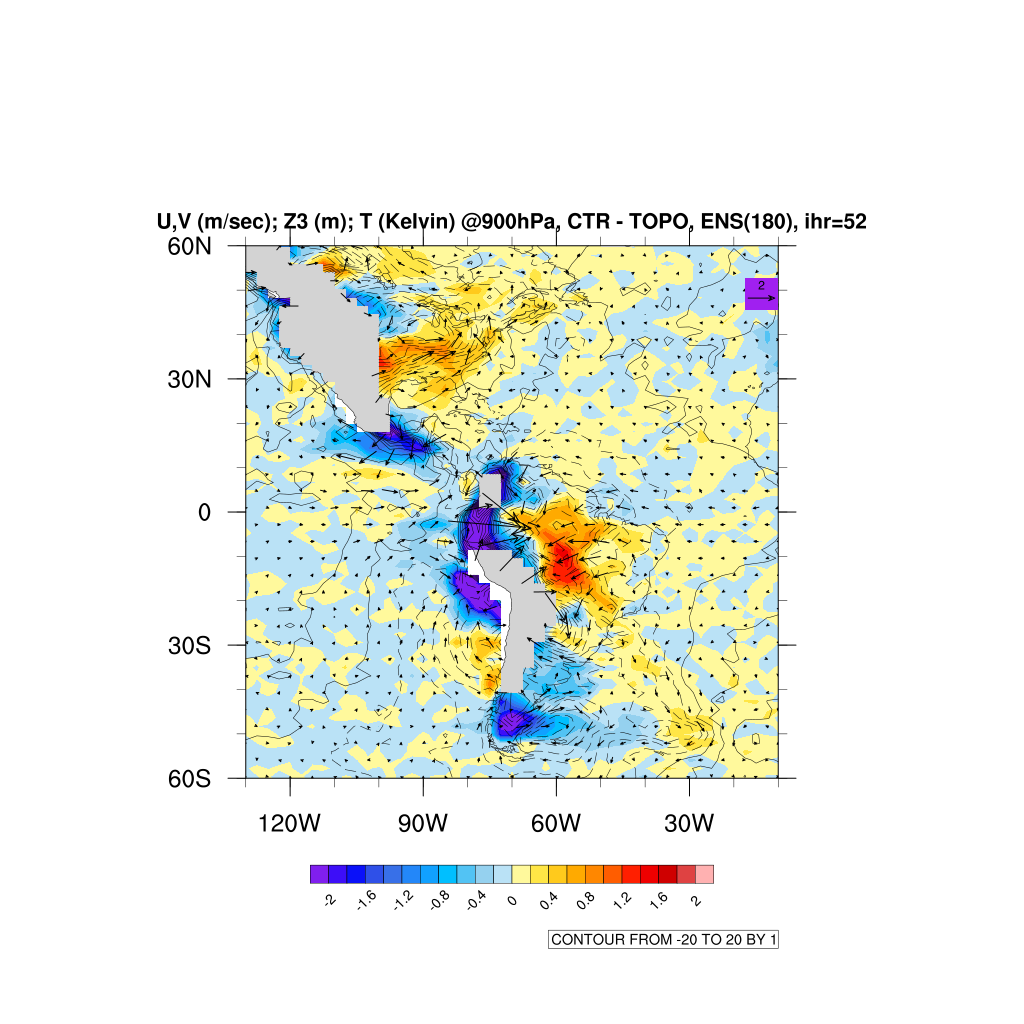 U,V (m/sec); Z3 (m); T (Kelvin) @900hPa, CTR - TOPO, ENS(180), ihr=52
60N
2
30N
0
30S
60S
120W 90W 60W 30W
-2 -1.6 -1.2 -0.8 -0.4 0 0.4 0.8 1.2 1.6 2
CONTOUR FROM -20 TO 20 BY 1